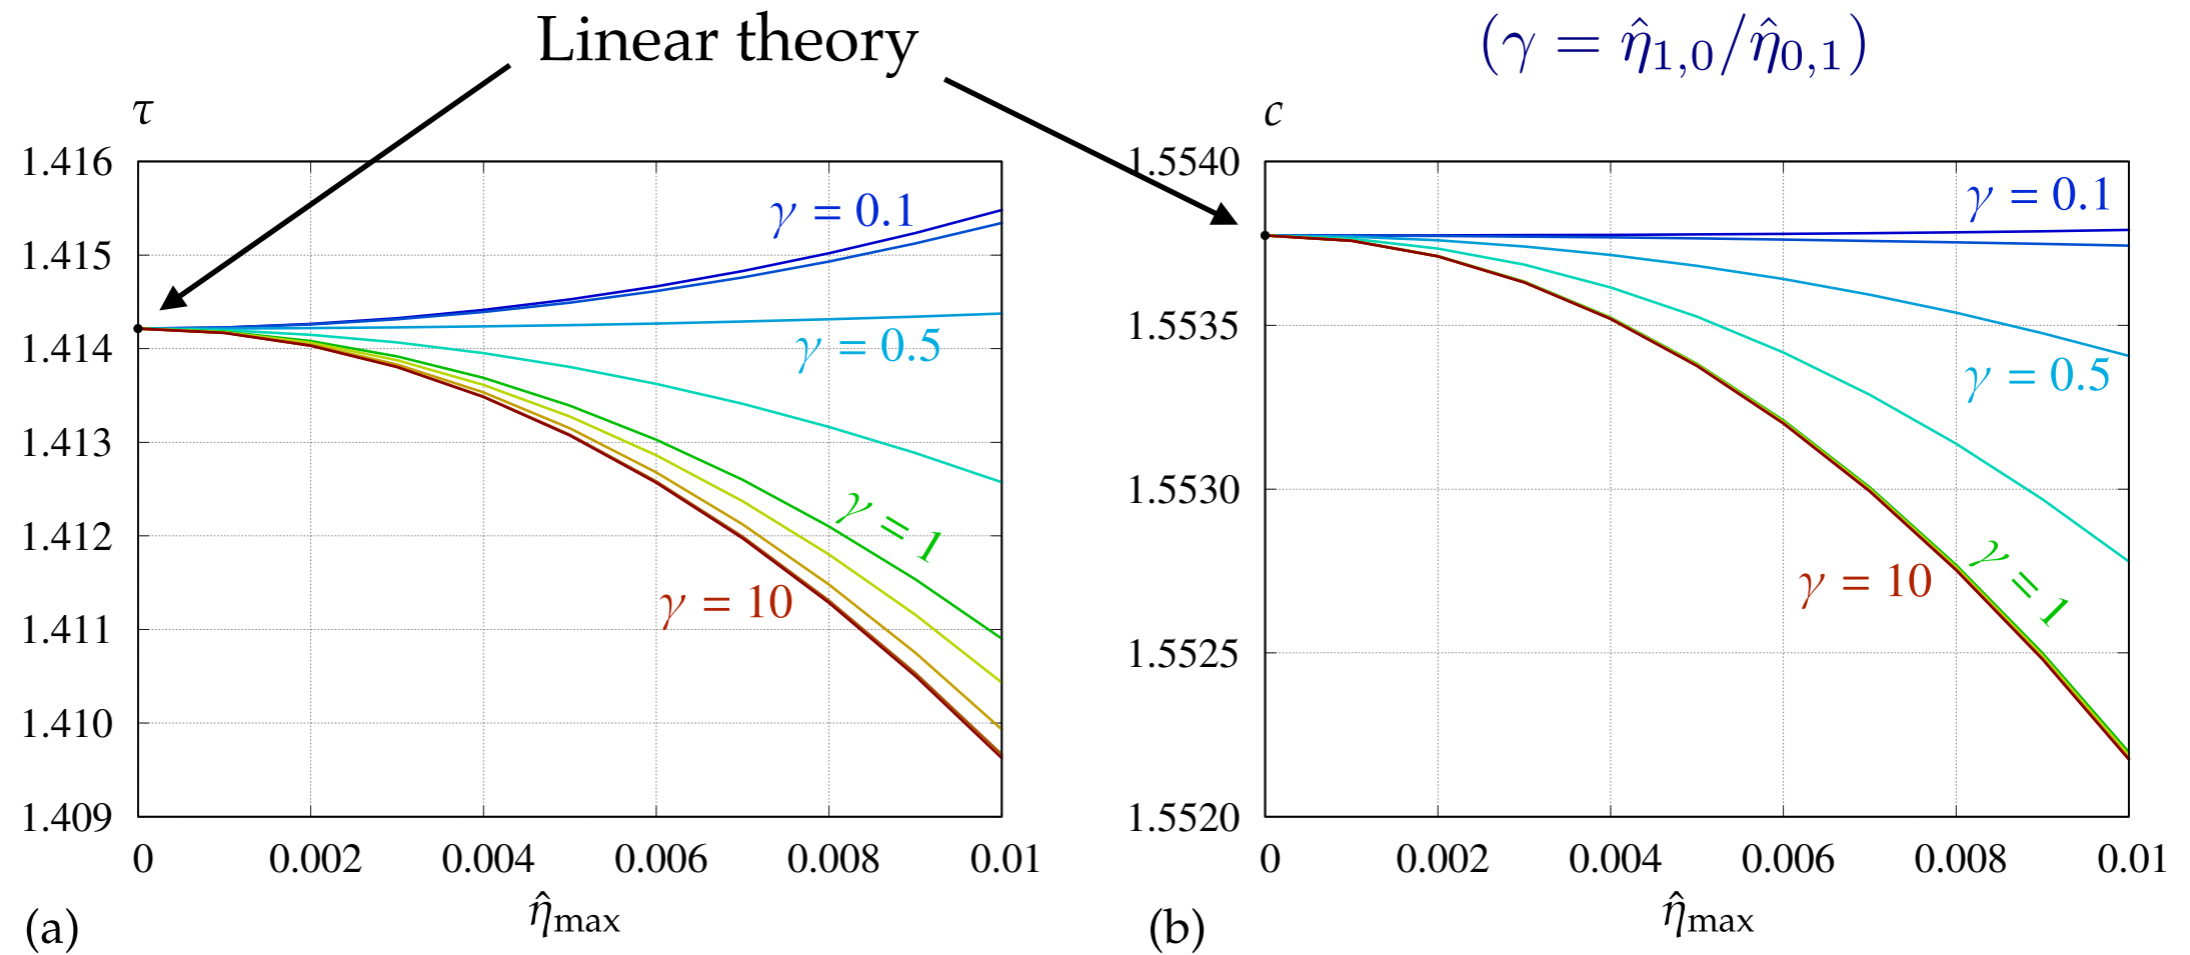 Linear theory
(γ = η̂1,0/η̂0,1)
τ
1.416
1.415
1.414
1.413
1.412
1.411
1.410
1.409
0 0.002 0.004 0.006 0.008 0.01
η̂max
(a)
γ = 0.1
γ = 0.5
γ = 1
γ = 10
c
1.5540
1.5535
1.5530
1.5525
1.5520
0 0.002 0.004 0.006 0.008 0.01
η̂max
(b)
γ = 0.1
γ = 0.5
γ = 1
γ = 10